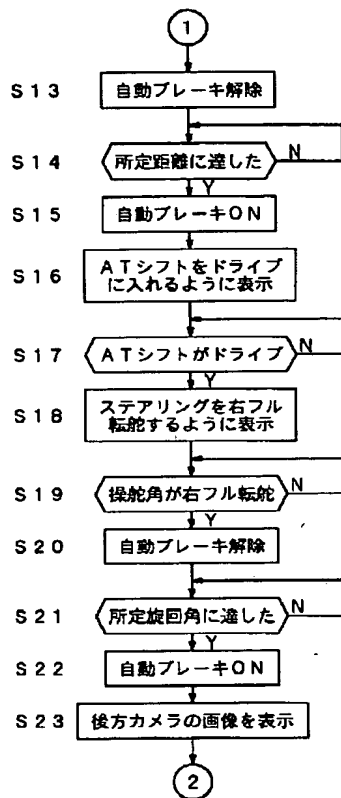 1
S13 自動ブレーキ解除
S14 所定距離に達した N
Y
S15 自動ブレーキON
S16 ATシフトをドライブ
に入れるように表示
S17 ATシフトがドライブ N
Y
S18 ステアリングを右フル
転舵するように表示
S19 操舵角が右フル転舵 N
Y
S20 自動ブレーキ解除
S21 所定旋回角に達した N
Y
S22 自動ブレーキON
S23 後方カメラの画像を表示
2